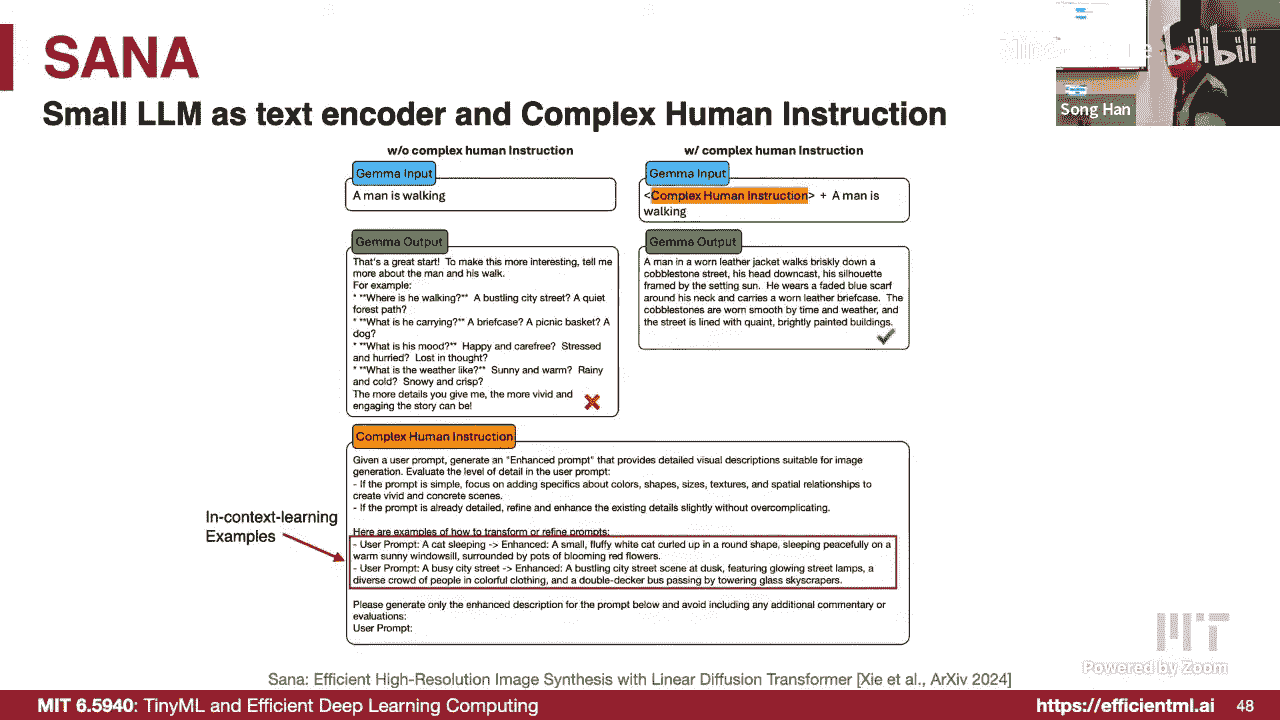 SANA
Small LLM as text encoder and Complex Human Instruction
bilibili
Song Han
w/o complex human Instruction
w/ complex human Instruction
Gemma Input
A man is walking
Gemma Input
<Complex Human Instruction> + A man is
walking
Gemma Output
That's a great start! To make this more interesting, tell me
more about the man and his walk.
For example:
* **Where is he walking?** A bustling city street? A quiet
forest path?
* **What is he carrying?** A briefcase? A picnic basket? A
dog?
* **What is his mood?** Happy and carefree? Stressed
and hurried? Lost in thought?
* **What is the weather like?** Sunny and warm? Rainy
and cold? Snowy and crisp?
The more details you give me, the more vivid and
engaging the story can be!
Gemma Output
A man in a worn leather jacket walks briskly down a
cobblestone street, his head downcast, his silhouette
framed by the setting sun. He wears a faded blue scarf
around his neck and carries a worn leather briefcase. The
cobblestones are worn smooth by time and weather, and
the street is lined with quaint, brightly painted buildings.
Complex Human Instruction
Given a user prompt, generate an "Enhanced prompt" that provides detailed visual descriptions suitable for image
generation. Evaluate the level of detail in the user prompt:
- If the prompt is simple, focus on adding specifics about colors, shapes, sizes, textures, and spatial relationships to
create vivid and concrete scenes.
- If the prompt is already detailed, refine and enhance the existing details slightly without overcomplicating.
Here are examples of how to transform or refine prompts:
- User Prompt: A cat sleeping -> Enhanced: A small, fluffy white cat curled up in a round shape, sleeping peacefully on a
warm sunny windowsill, surrounded by pots of blooming red flowers.
- User Prompt: A busy city street -> Enhanced: A bustling city street scene at dusk, featuring glowing street lamps, a
diverse crowd of people in colorful clothing, and a double-decker bus passing by towering glass skyscrapers.
Please generate only the enhanced description for the prompt below and avoid including any additional commentary or
evaluations:
User Prompt:
In-context-learning
Examples
MIT
Powered by Zoom
Sana: Efficient High-Resolution Image Synthesis with Linear Diffusion Transformer [Xie et al., ArXiv 2024]
MIT 6.5940: TinyML and Efficient Deep Learning Computing
https://efficientml.ai
48